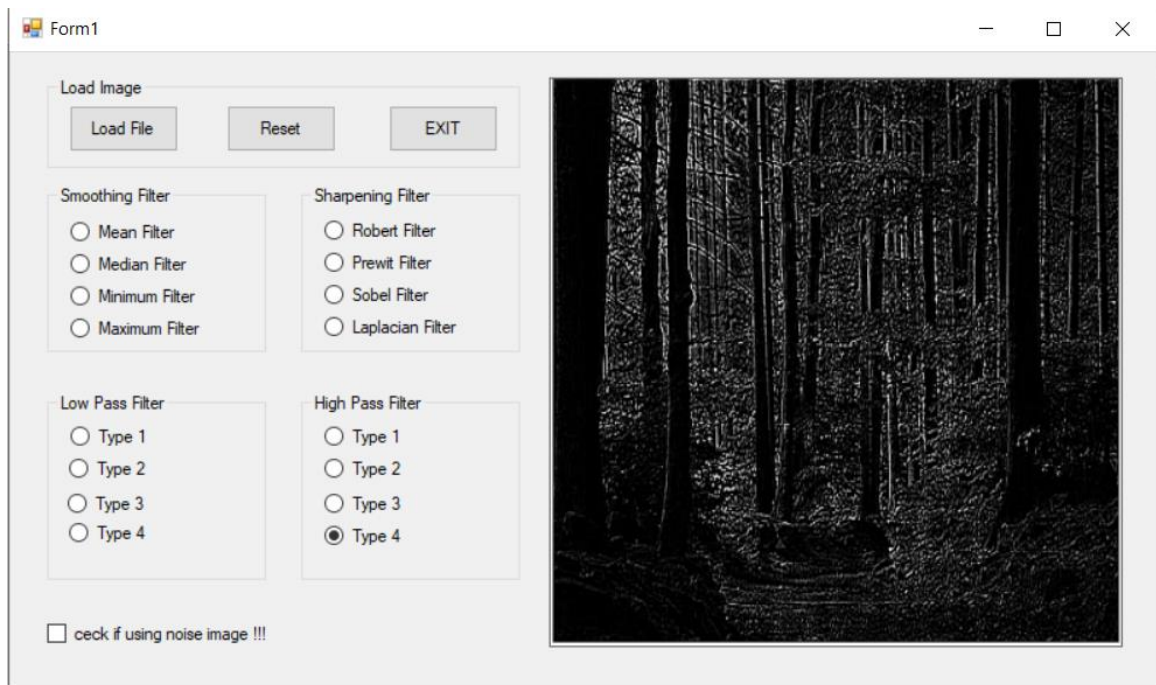 Form1
Load Image
Load File Reset EXIT
Smoothing Filter
Mean Filter
Median Filter
Minimum Filter
Maximum Filter
Sharpening Filter
Robert Filter
Prewit Filter
Sobel Filter
Laplacian Filter
Low Pass Filter
Type 1
Type 2
Type 3
Type 4
High Pass Filter
Type 1
Type 2
Type 3
Type 4
ceck if using noise image !!!